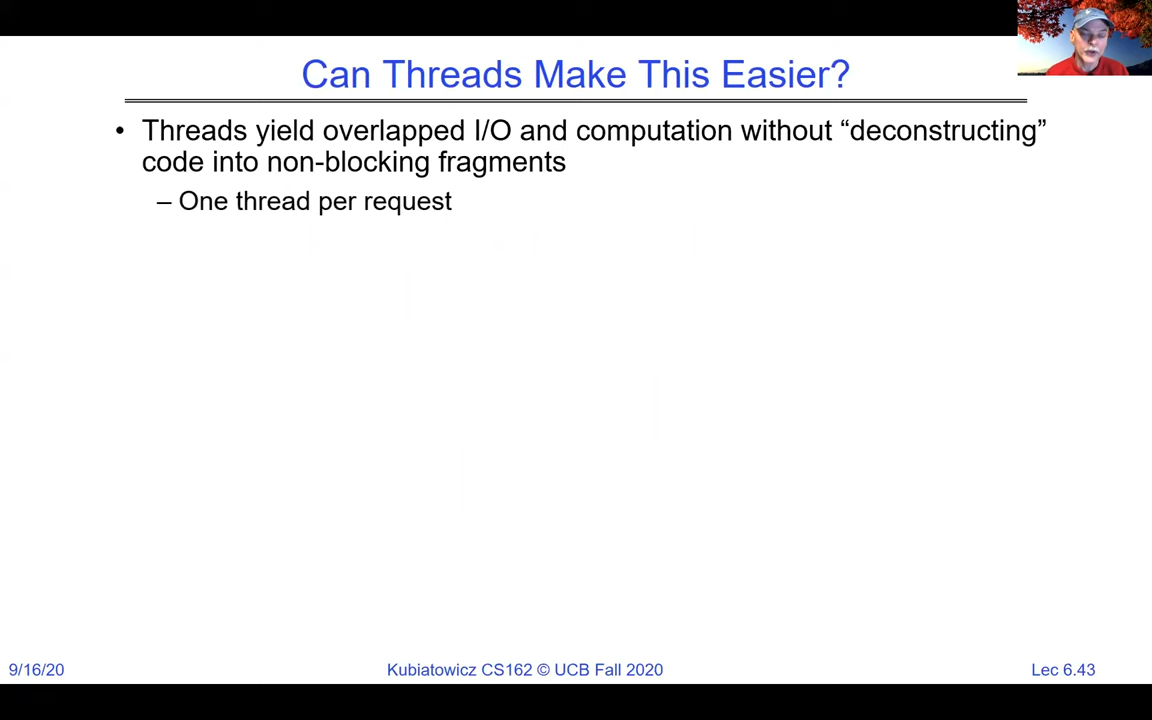 Can Threads Make This Easier?
• Threads yield overlapped I/O and computation without “deconstructing”
code into non-blocking fragments
– One thread per request
9/16/20
Kubiatowicz CS162 © UCB Fall 2020
Lec 6.43